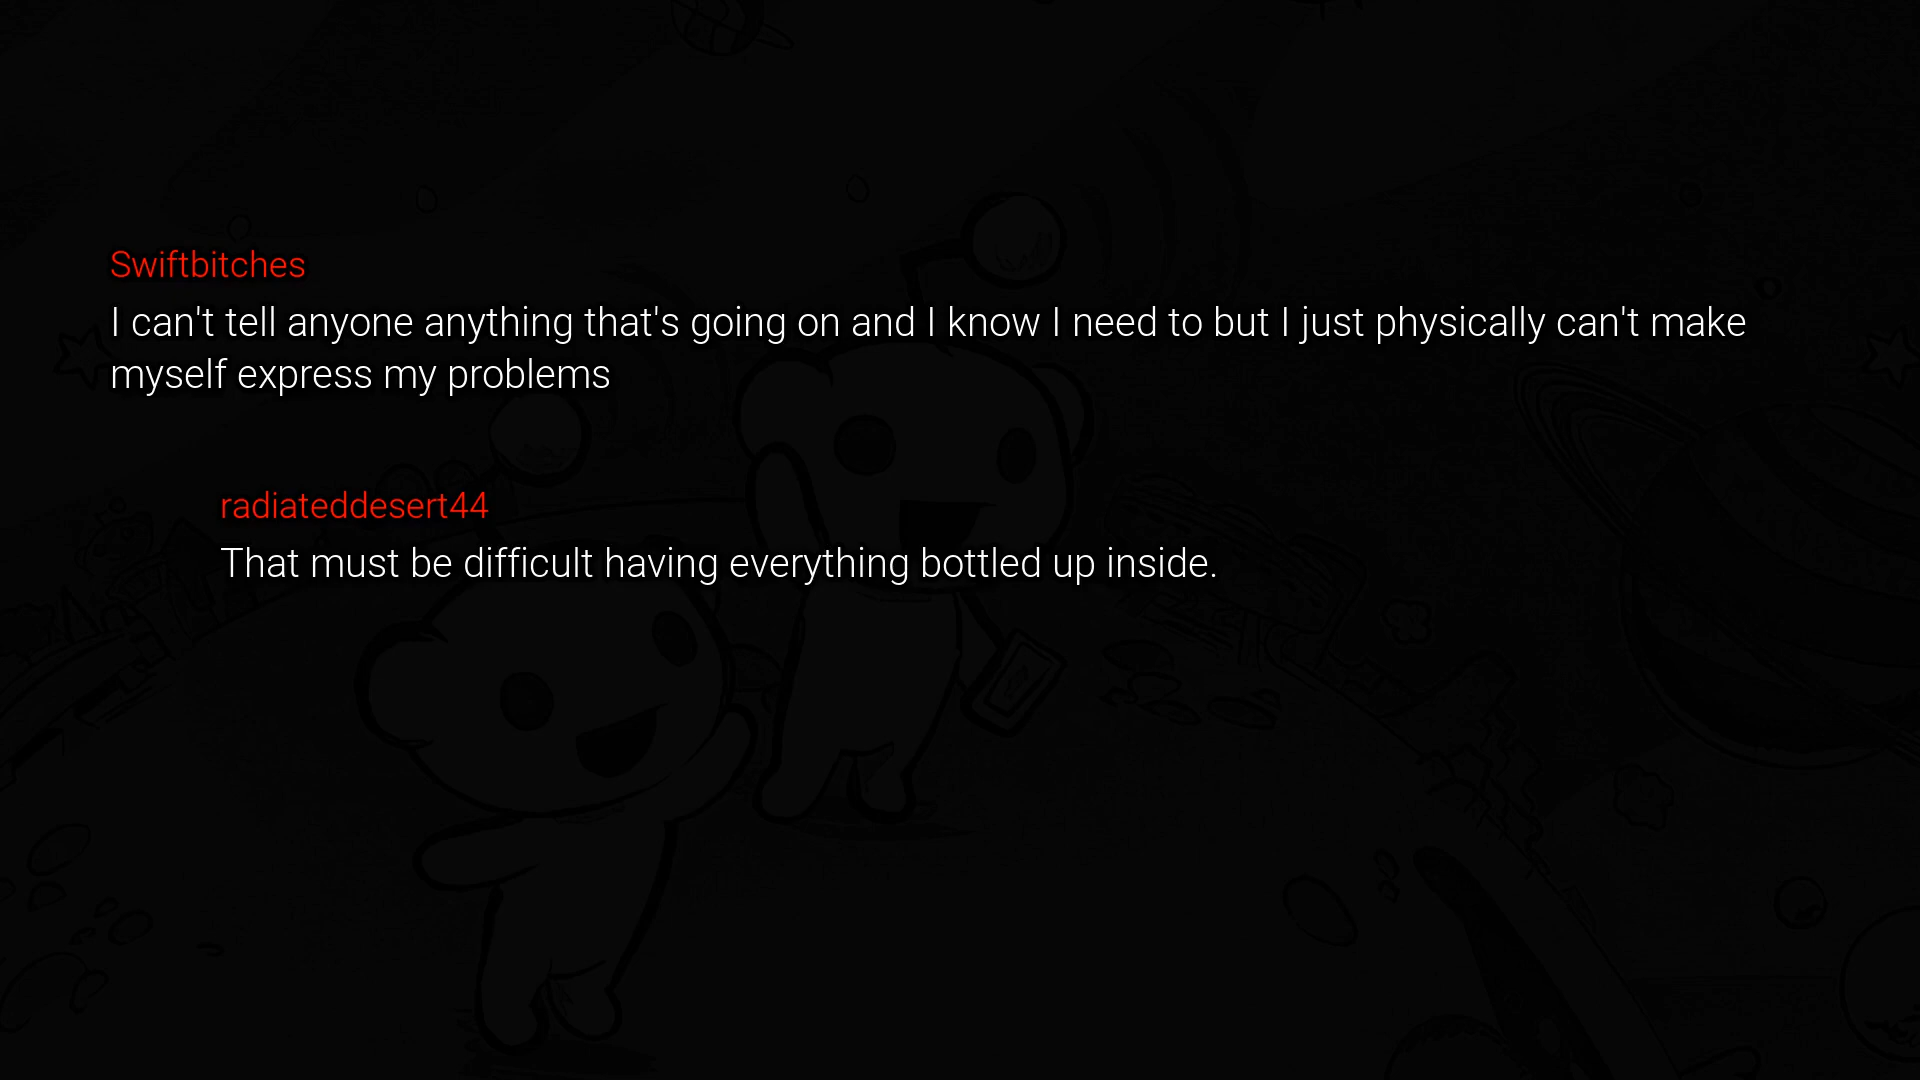 Swiftbitches
I can't tell anyone anything that's going on and I know I need to but I just physically can't make
myself express my problems
radiateddesert44
That must be difficult having everything bottled up inside.